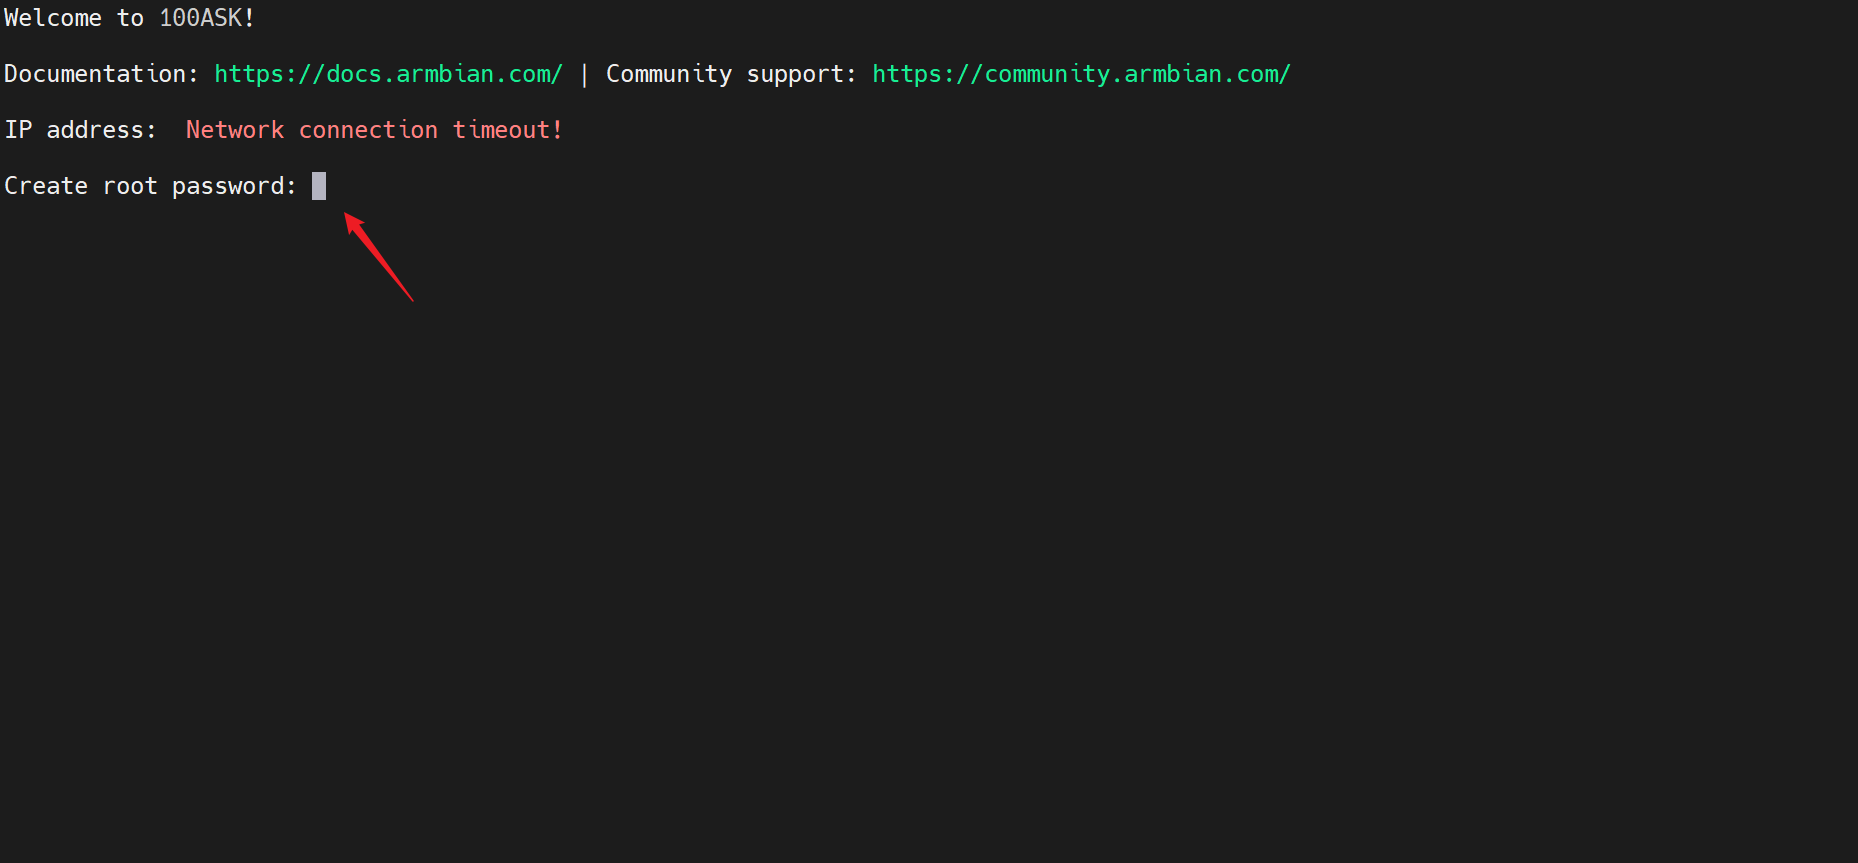 Welcome to 100ASK!
Documentation: https://docs.armbian.com/ | Community support: https://community.armbian.com/
IP address:  Network connection timeout!
Create root password: